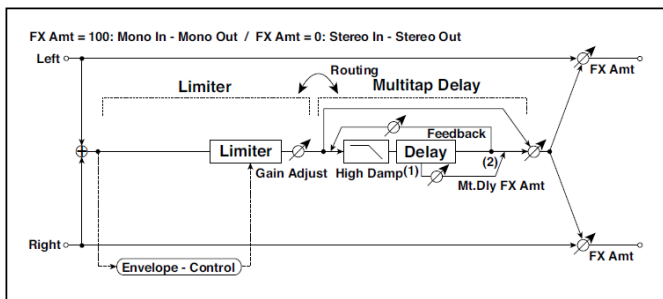 FX Amt = 100: Mono In - Mono Out / FX Amt = 0: Stereo In - Stereo Out
Left
FX Amt
Routing
Limiter
Multitap Delay
Feedback
Limiter
Delay
Gain Adjust
High Damp
(1)
(2)
Mt.Dly FX Amt
Right
FX Amt
Envelope - Control